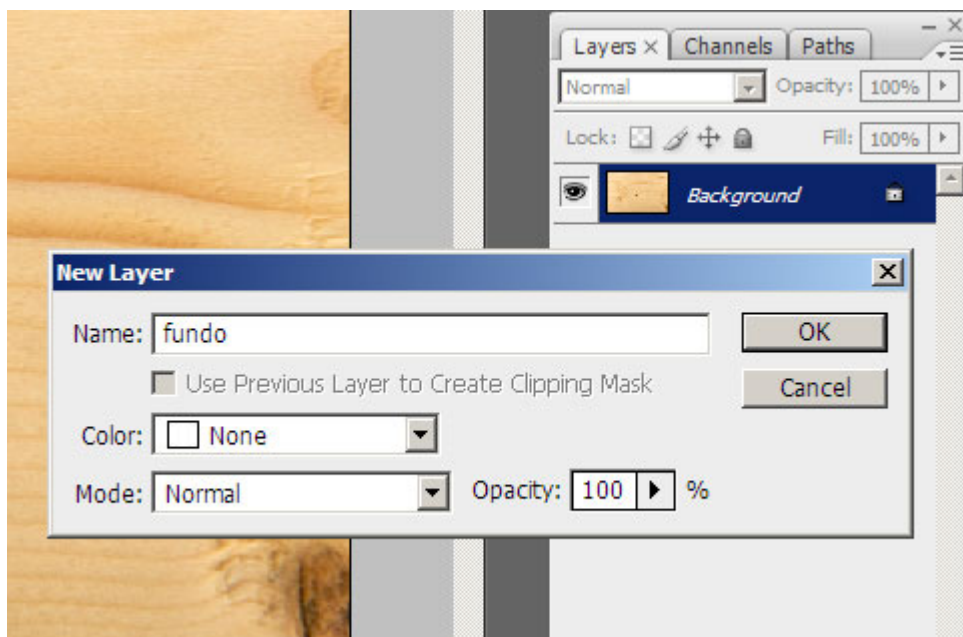 Layers Channels Paths
Normal Opacity: 100%
Lock: Fill: 100%
Background
New Layer
Name: fundo OK
Use Previous Layer to Create Clipping Mask Cancel
Color: None
Mode: Normal Opacity: 100 %